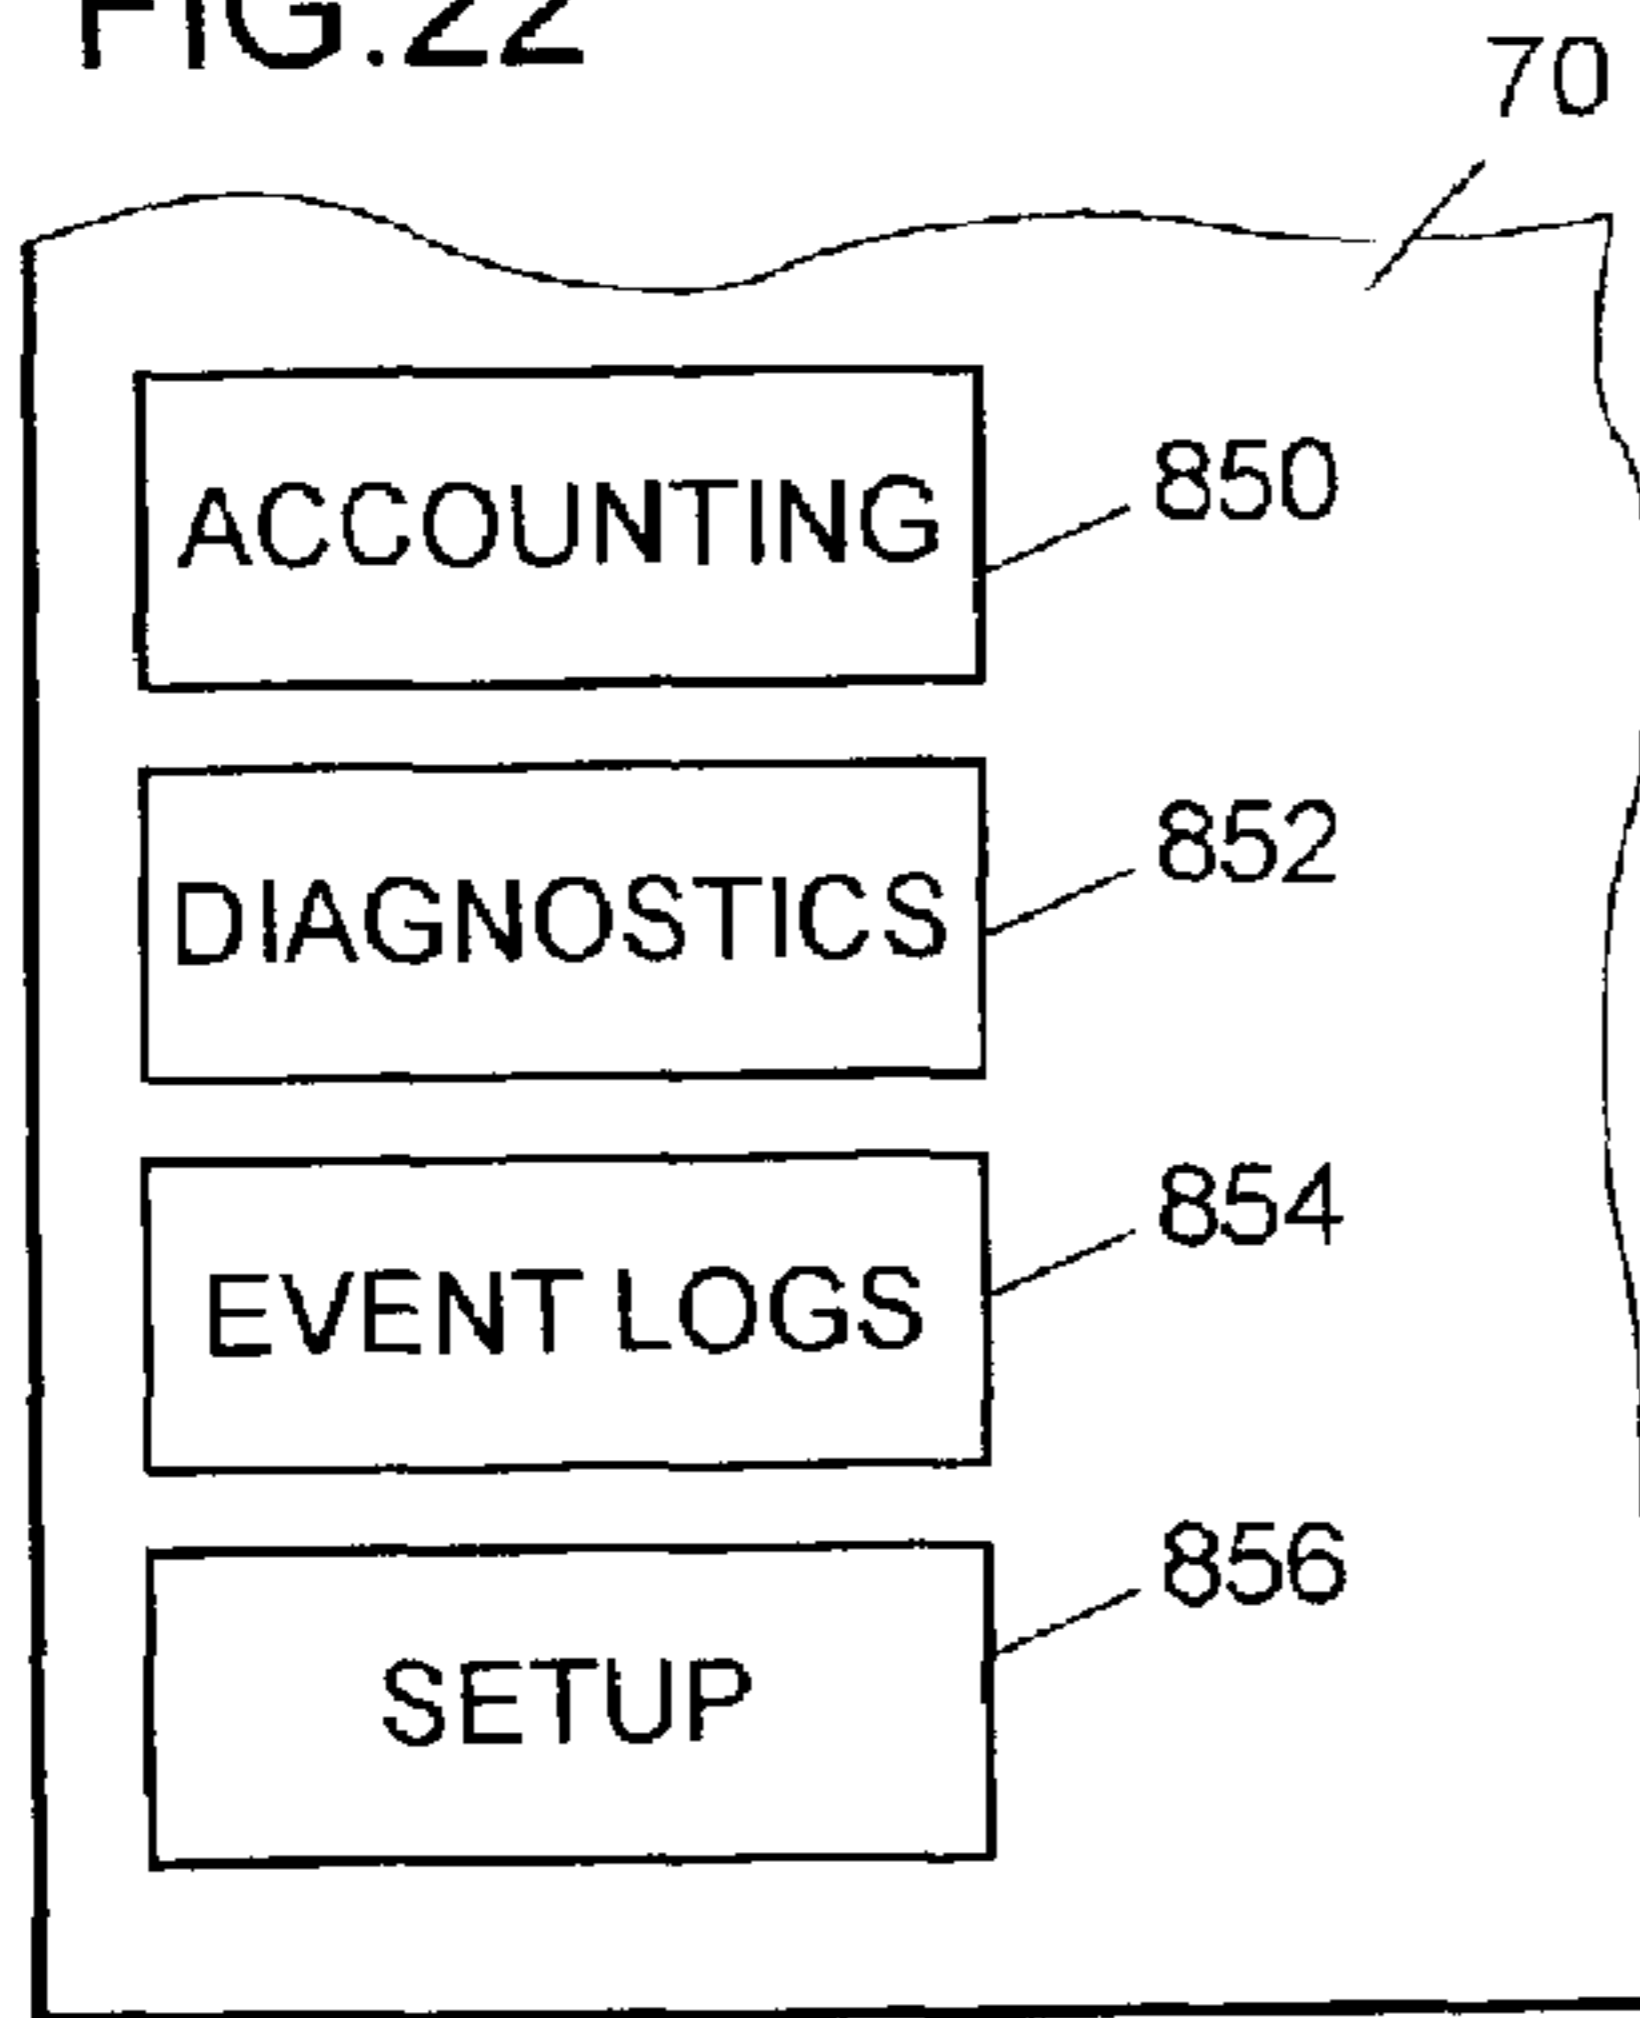 FIG.22
70
ACCOUNTING
850
DIAGNOSTICS
852
EVENT LOGS
854
SETUP
856